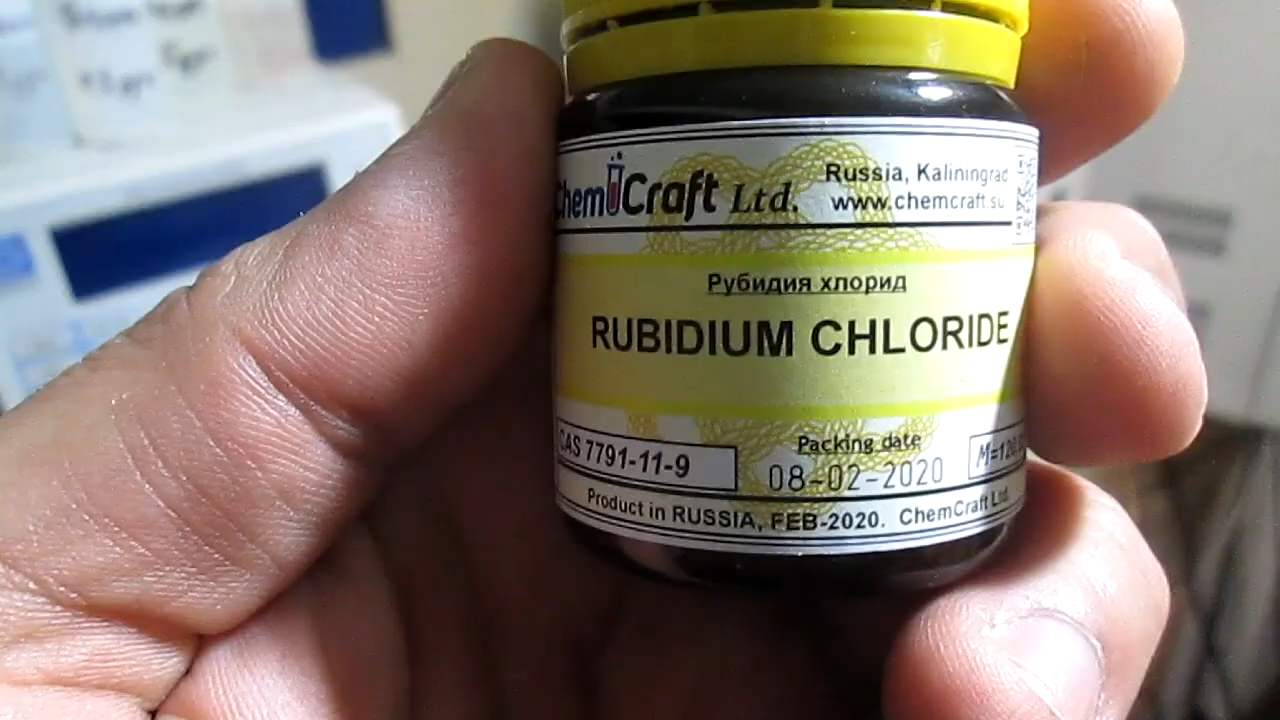 ChemCraft Ltd.
Russia, Kaliningrad
www.chemcraft.su
Рубидия хлорид
RUBIDIUM CHLORIDE
CAS 7791-11-9
Packing date
08-02-2020
Product in RUSSIA, FEB-2020. ChemCraft Ltd.